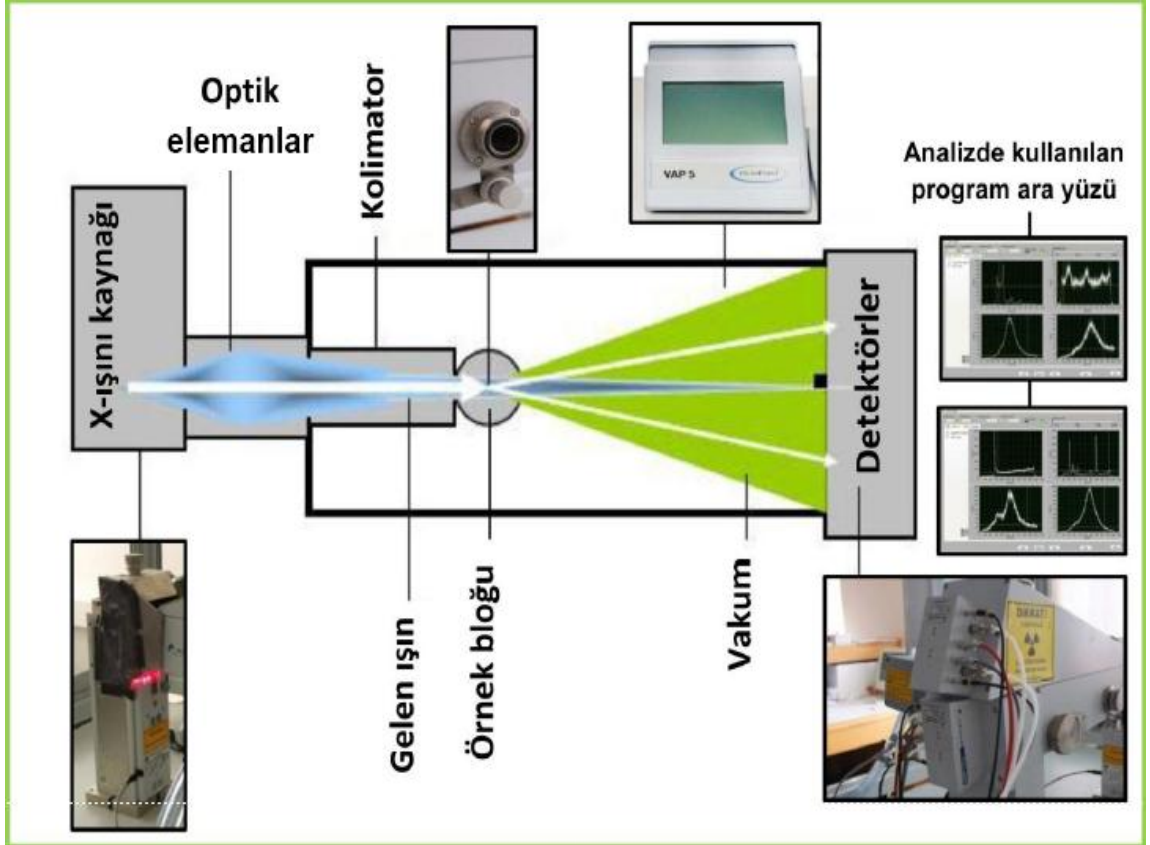 Optik
elemanlar
Kolimator
VAP 5
Analizde kullanılan
program ara yüzü
X-ışını kaynağı
Detektörler
Gelen ışın
Örnek bloğu
Vakum
DİKKAT!